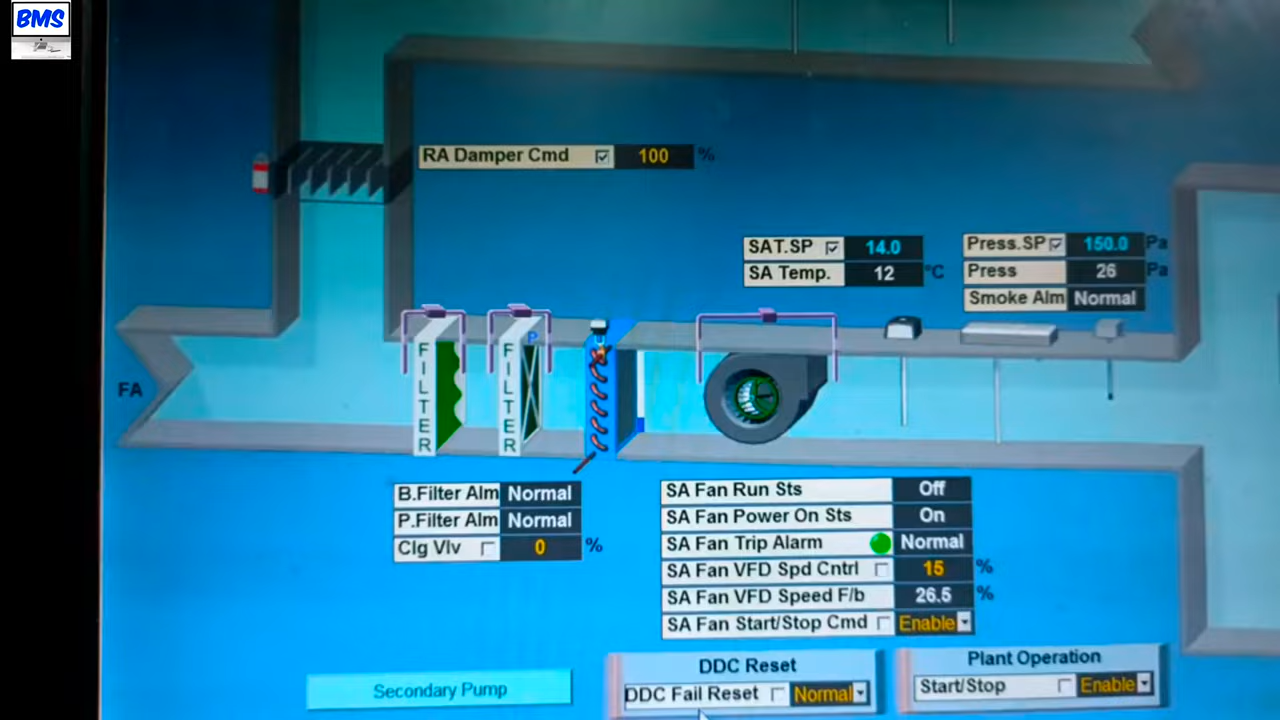 BMS
RA Damper Cmd 100 %
SAT.SP 14.0
SA Temp. 12 °C
Press.SP 150.0 Pa
Press 26 Pa
Smoke Alm Normal
FA
FILTER
FILTER
P
B.Filter Alm Normal
P.Filter Alm Normal
Clg Vlv 0 %
SA Fan Run Sts Off
SA Fan Power On Sts On
SA Fan Trip Alarm Normal
SA Fan VFD Spd Cntrl 15 %
SA Fan VFD Speed F/b 26.5 %
SA Fan Start/Stop Cmd Enable
Secondary Pump
DDC Reset
DDC Fail Reset Normal
Plant Operation
Start/Stop Enable